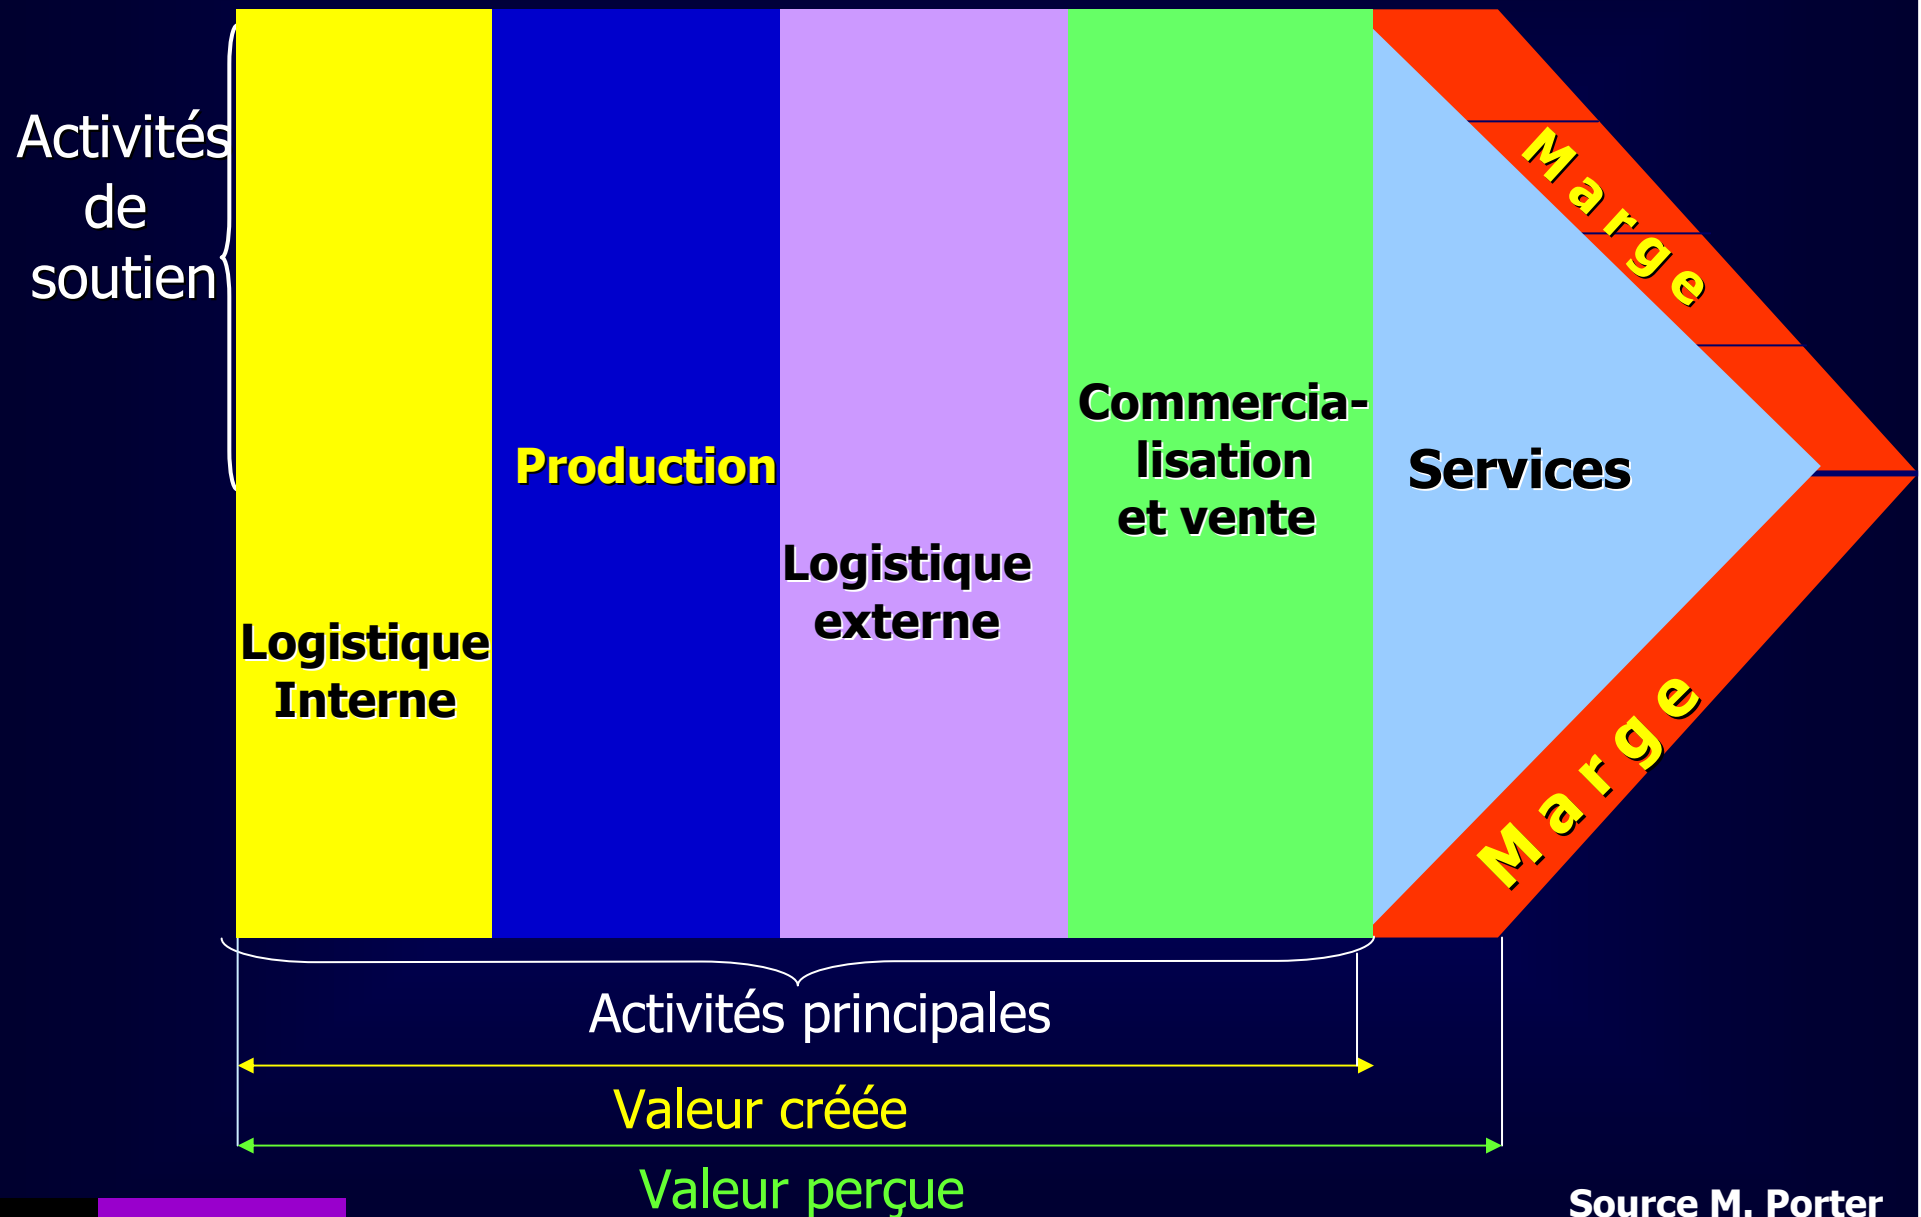 Activités
de
soutien
Logistique
Interne
Production
Logistique
externe
Commercia-
lisation
et vente
Services
Marge
Marge
Activités principales
Valeur créée
Valeur perçue
Source M. Porter